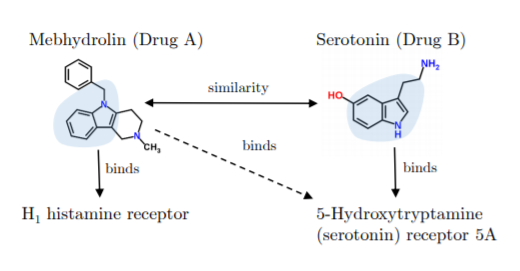 Mebhydrolin (Drug A)
Serotonin (Drug B)
NH₂
similarity
HO
N
N
CH₃
N
H
binds
binds
binds
H₁ histamine receptor
5-Hydroxytryptamine
(serotonin) receptor 5A